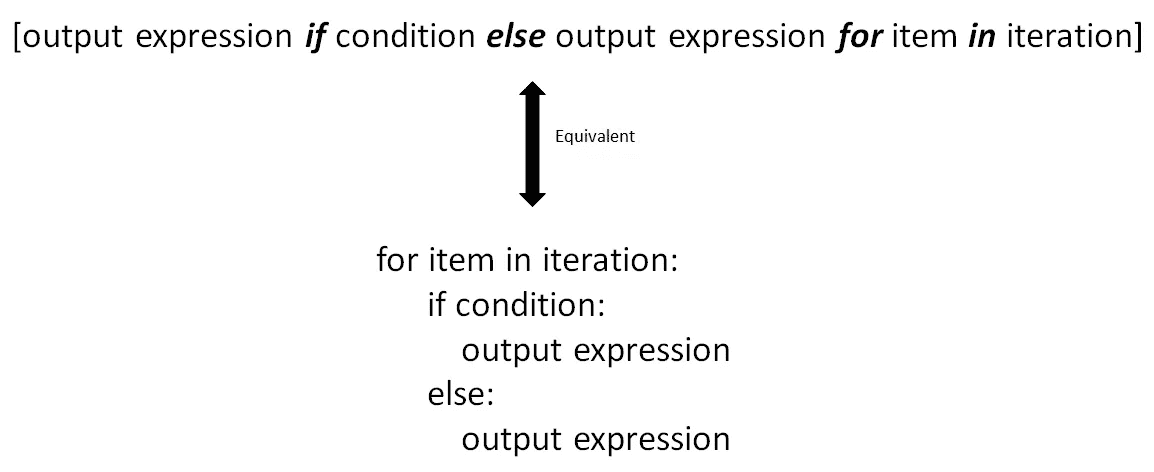 [output expression if condition else output expression for item in iteration]
Equivalent
for item in iteration:
if condition:
output expression
else:
output expression